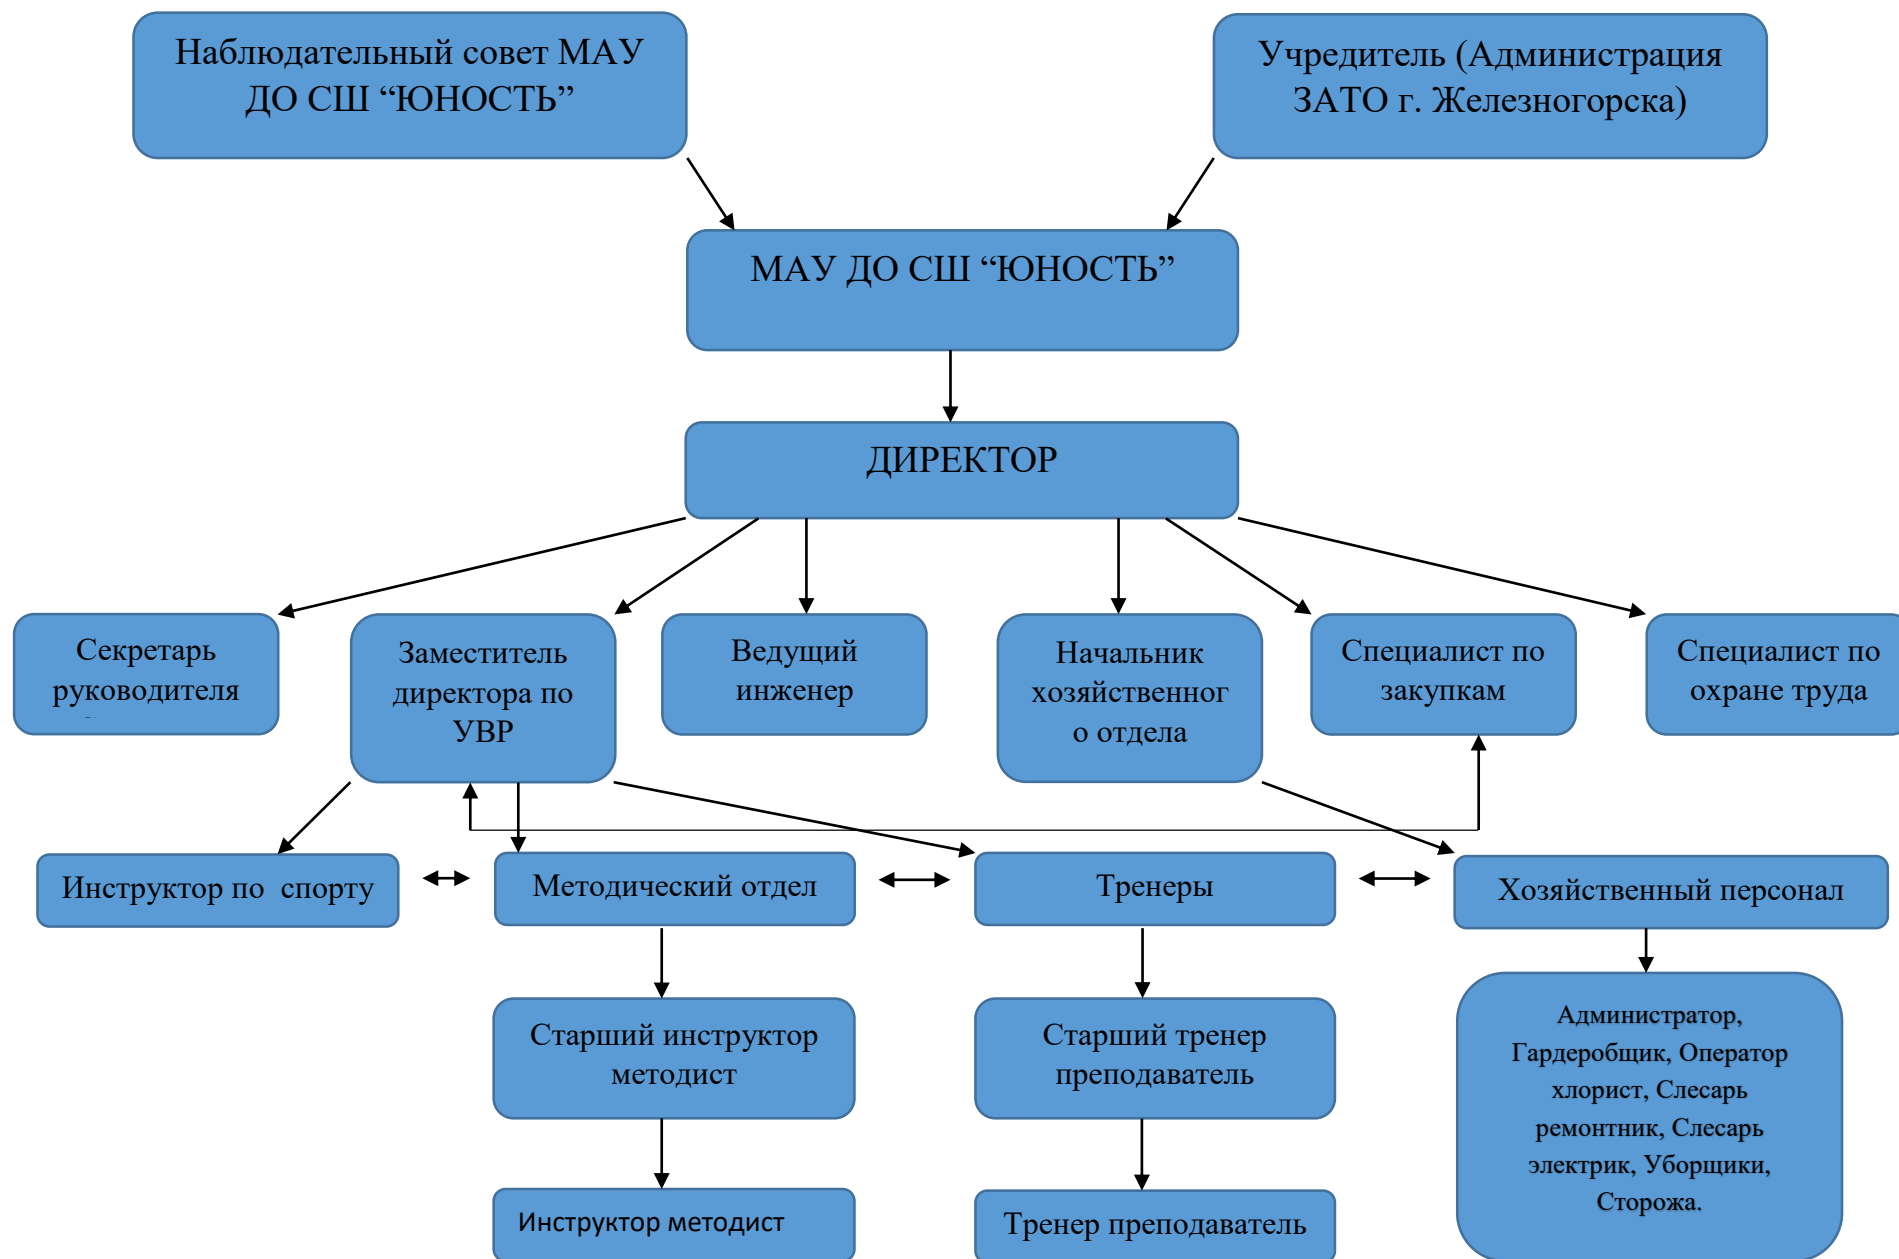 Наблюдательный совет МАУ
ДО СШ “ЮНОСТЬ”
Учредитель (Администрация
ЗАТО г. Железногорска)
МАУ ДО СШ “ЮНОСТЬ”
ДИРЕКТОР
Секретарь
руководителя
Заместитель
директора по
УВР
Ведущий
инженер
Начальник
хозяйственног
о отдела
Специалист по
закупкам
Специалист по
охране труда
Инструктор по  спорту
Методический отдел
Тренеры
Хозяйственный персонал
Старший инструктор
методист
Старший тренер
преподаватель
Администратор,
Гардеробщик, Оператор
хлорист, Слесарь
ремонтник, Слесарь
электрик, Уборщики,
Сторожа.
Инструктор методист
Тренер преподаватель